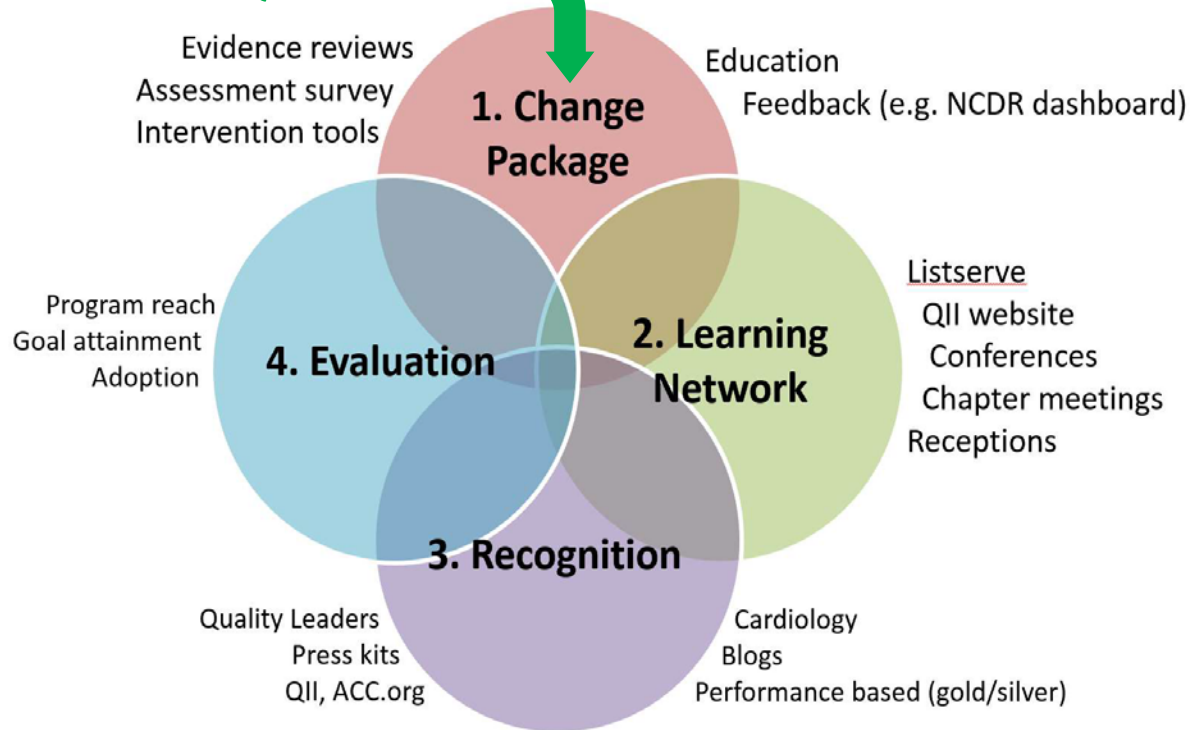 Evidence reviews
Assessment survey
Intervention tools
1. Change
Package
Education
Feedback (e.g. NCDR dashboard)
Program reach
Goal attainment
Adoption
4. Evaluation
2. Learning
Network
Listserve
QII website
Conferences
Chapter meetings
Receptions
3. Recognition
Quality Leaders
Press kits
QII, ACC.org
Cardiology
Blogs
Performance based (gold/silver)